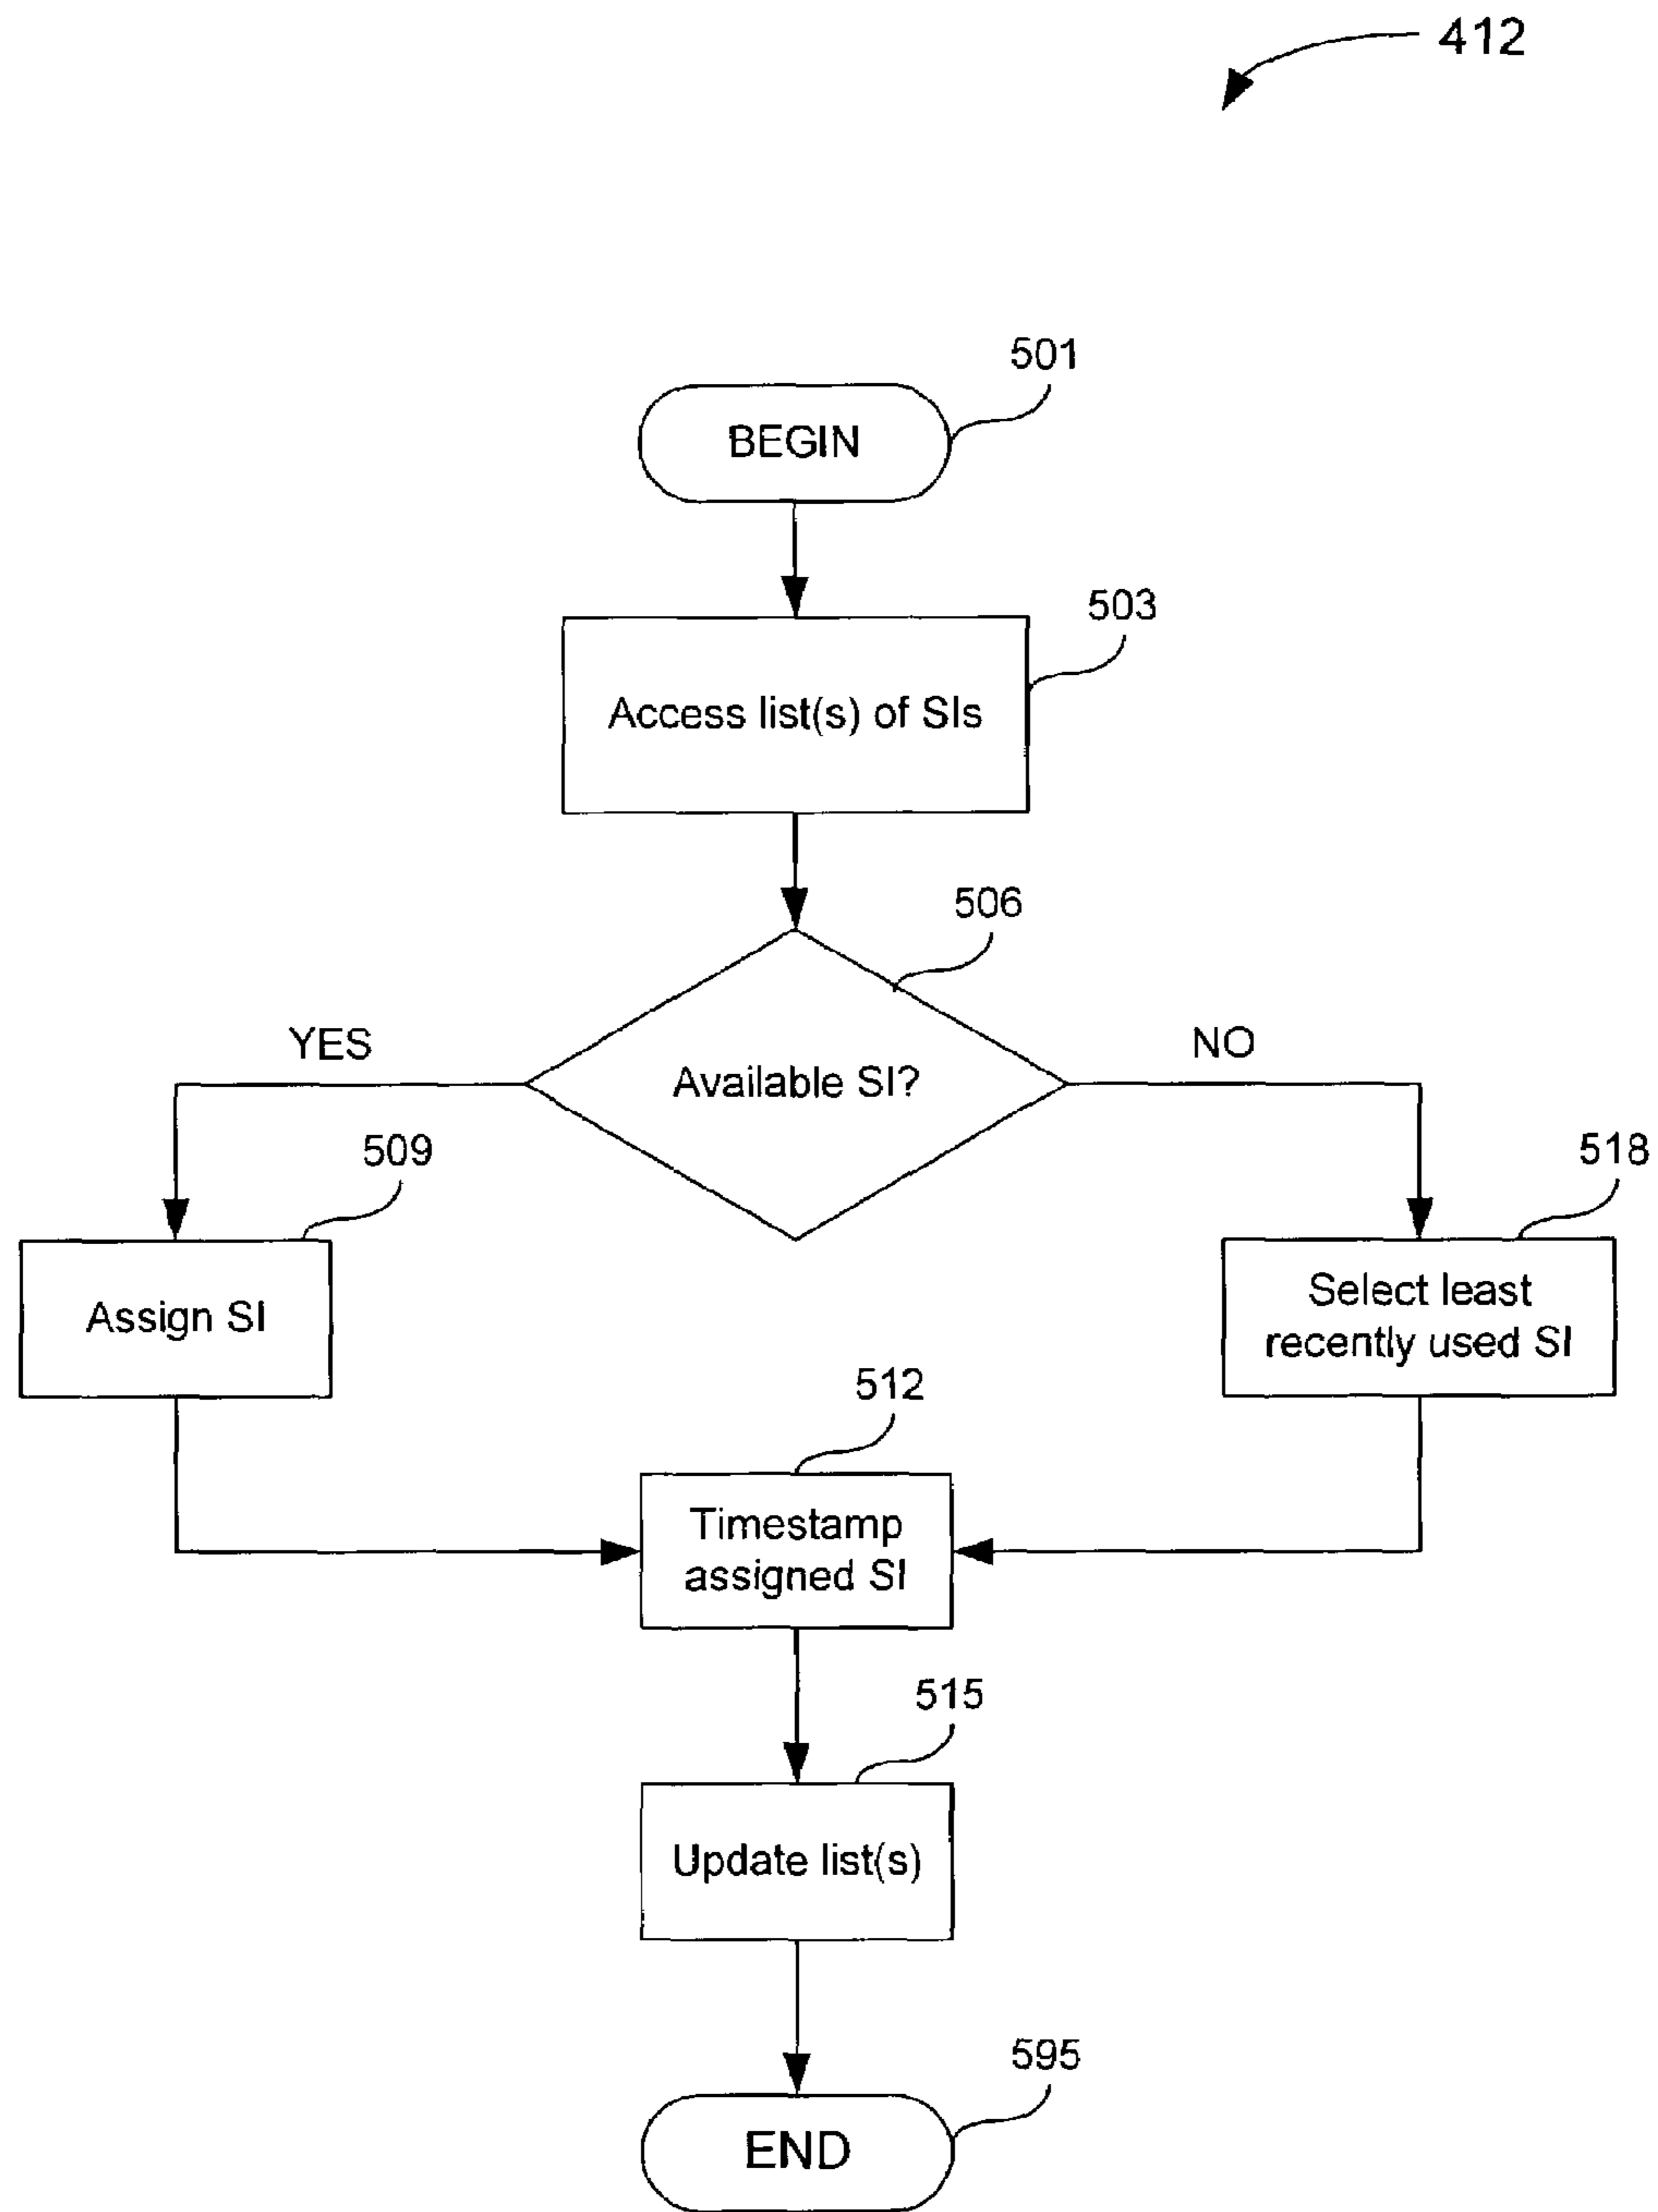 412
501
BEGIN
503
Access list(s) of SIs
506
YES
NO
Available SI?
509
518
Assign SI
Select least
recently used SI
512
Timestamp
assigned SI
515
Update list(s)
595
END